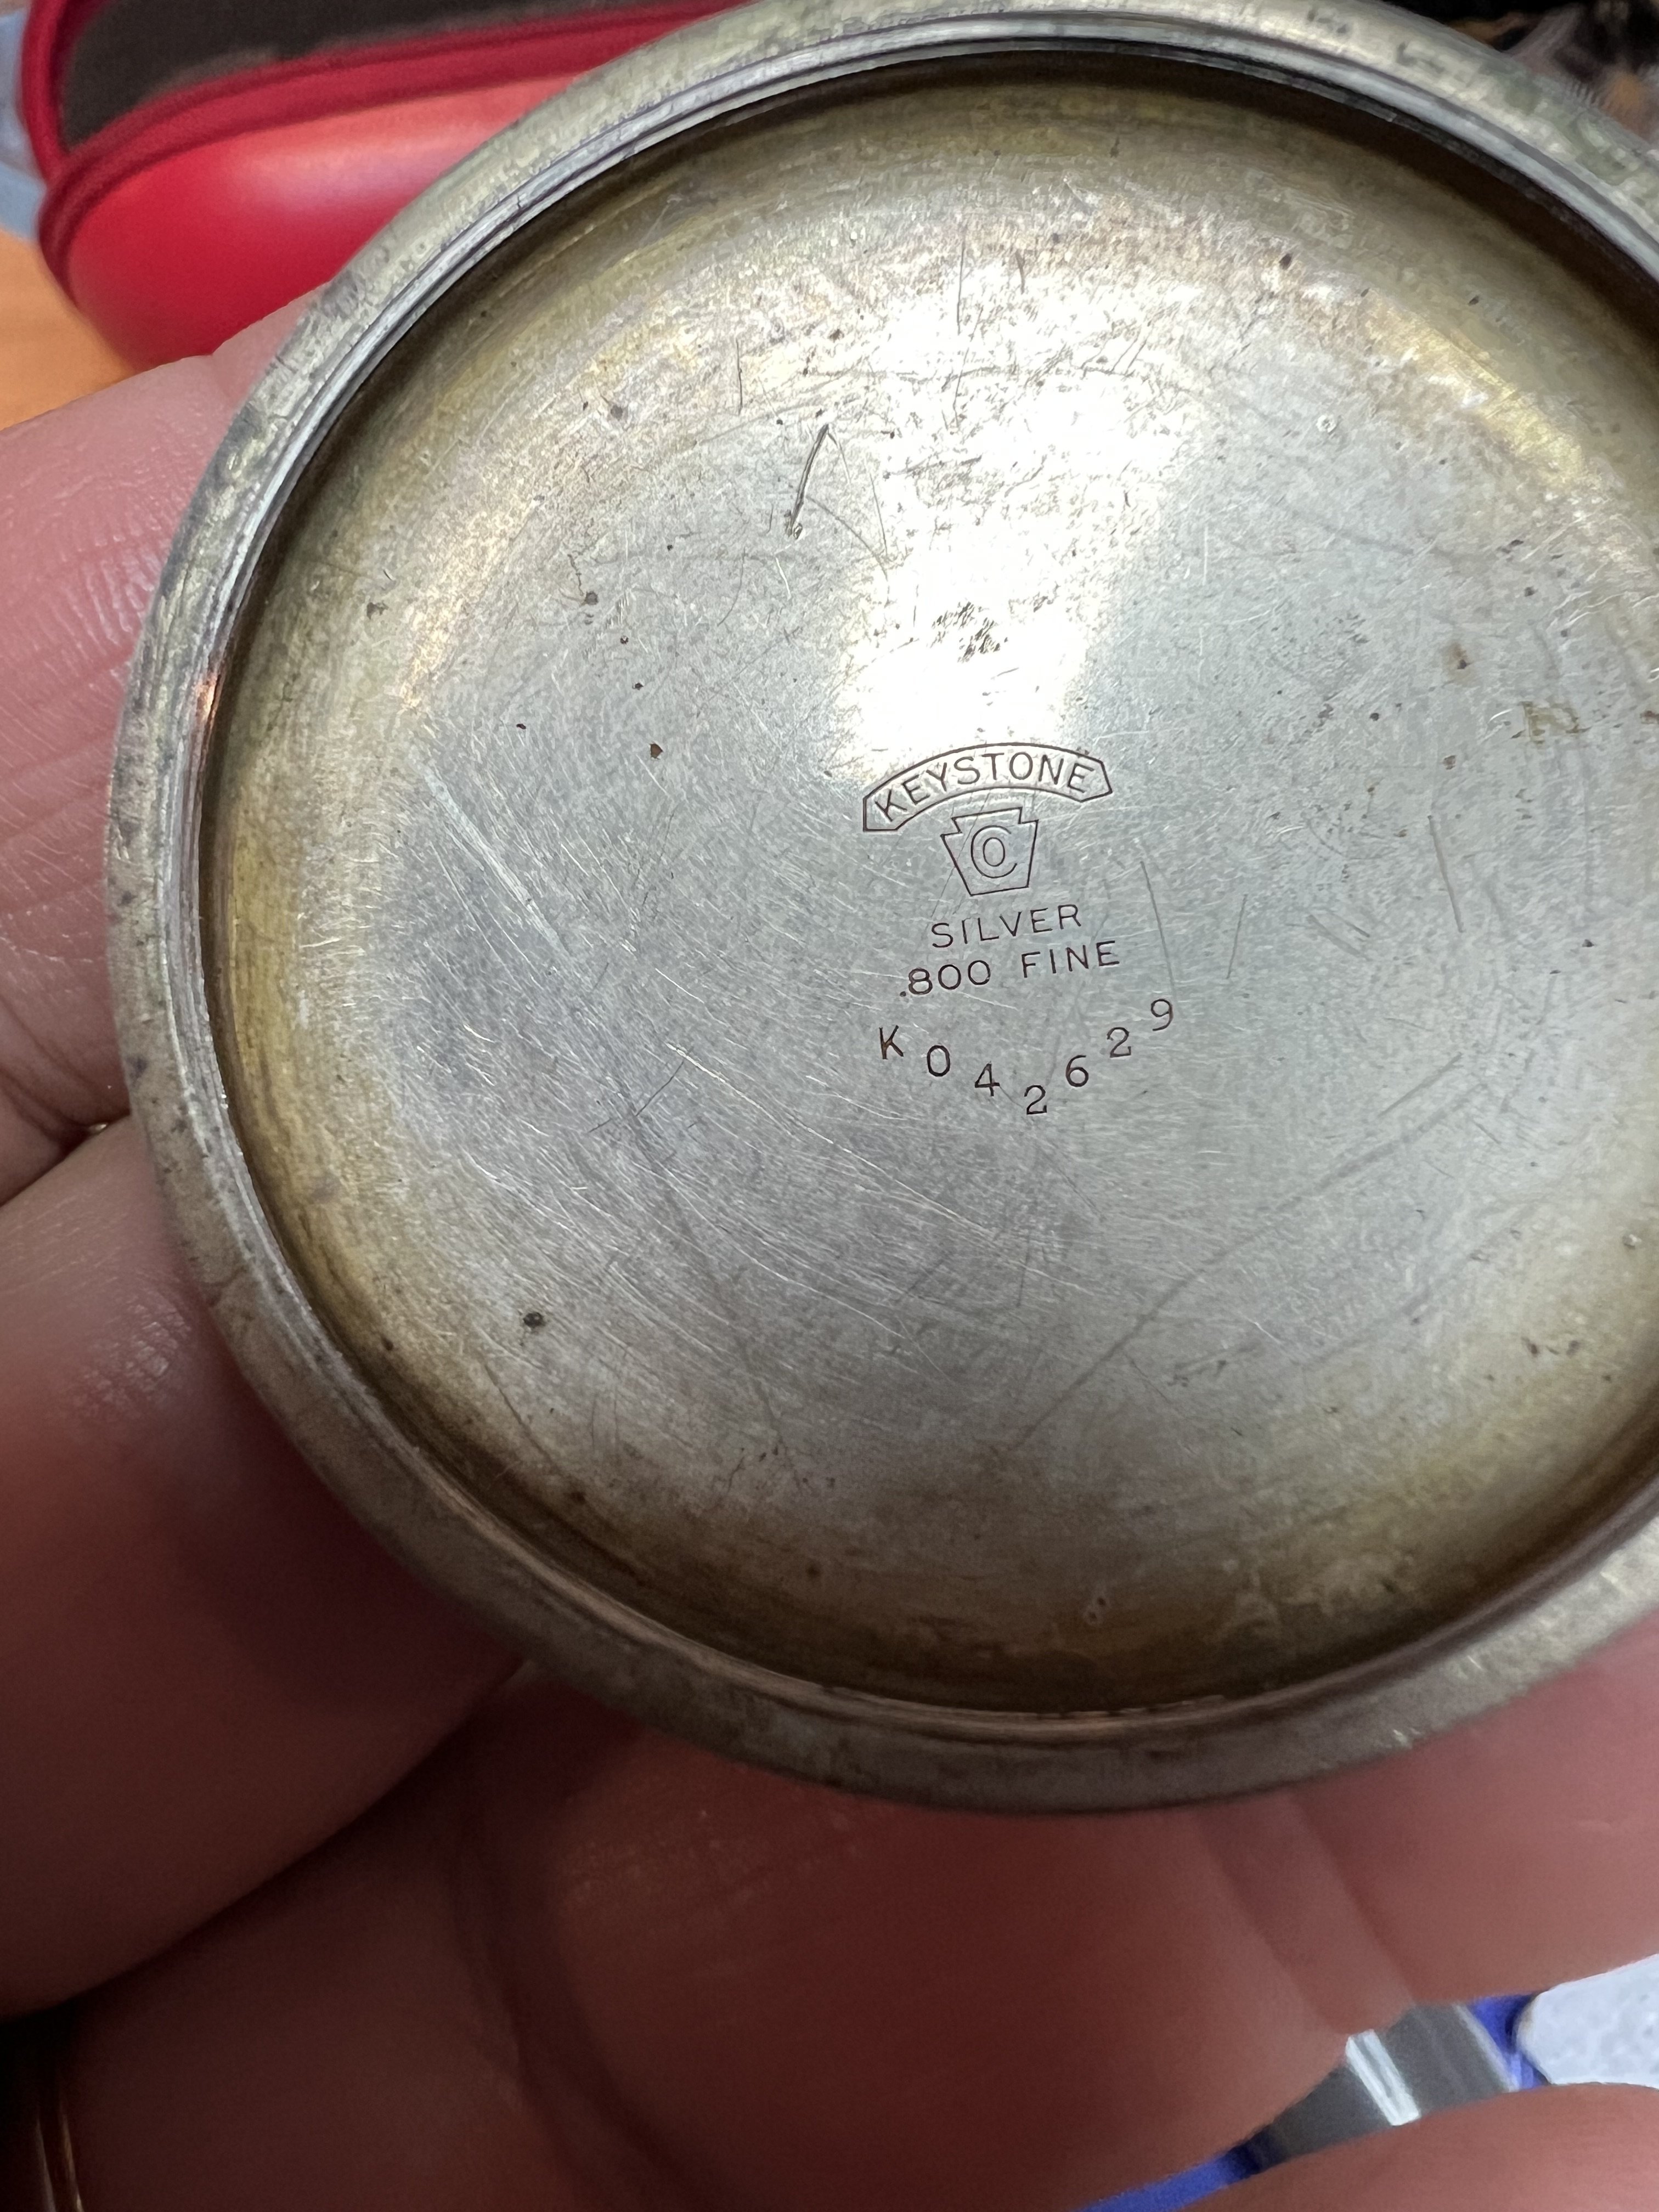 KEYSTONE
C
SILVER
.800 FINE
K042629